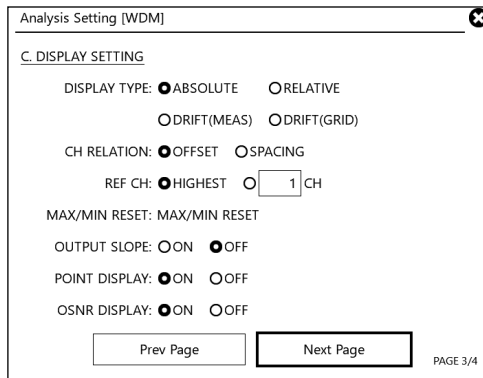 Analysis Setting [WDM]
C. DISPLAY SETTING
DISPLAY TYPE: ABSOLUTE RELATIVE
DRIFT(MEAS) DRIFT(GRID)
CH RELATION: OFFSET SPACING
REF CH: HIGHEST 1 CH
MAX/MIN RESET: MAX/MIN RESET
OUTPUT SLOPE: ON OFF
POINT DISPLAY: ON OFF
OSNR DISPLAY: ON OFF
Prev Page Next Page
PAGE 3/4